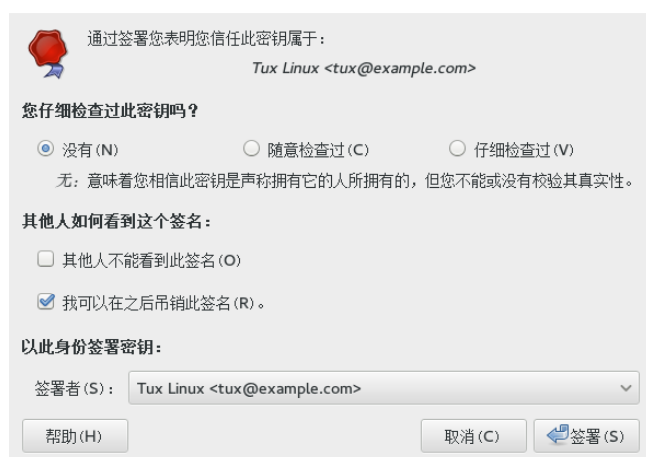 通过签署您表明您信任此密钥属于：
Tux Linux <tux@example.com>
您仔细检查过此密钥吗？
没有(N) 随意检查过(C) 仔细检查过(V)
无：意味着您相信此密钥是声称拥有它的人所拥有的，但您不能或没有校验其真实性。
其他人如何看到这个签名：
其他人不能看到此签名(O)
我可以在之后吊销此签名(R)。
以此身份签署密钥：
签署者(S)： Tux Linux <tux@example.com>
帮助(H) 取消(C) 签署(S)